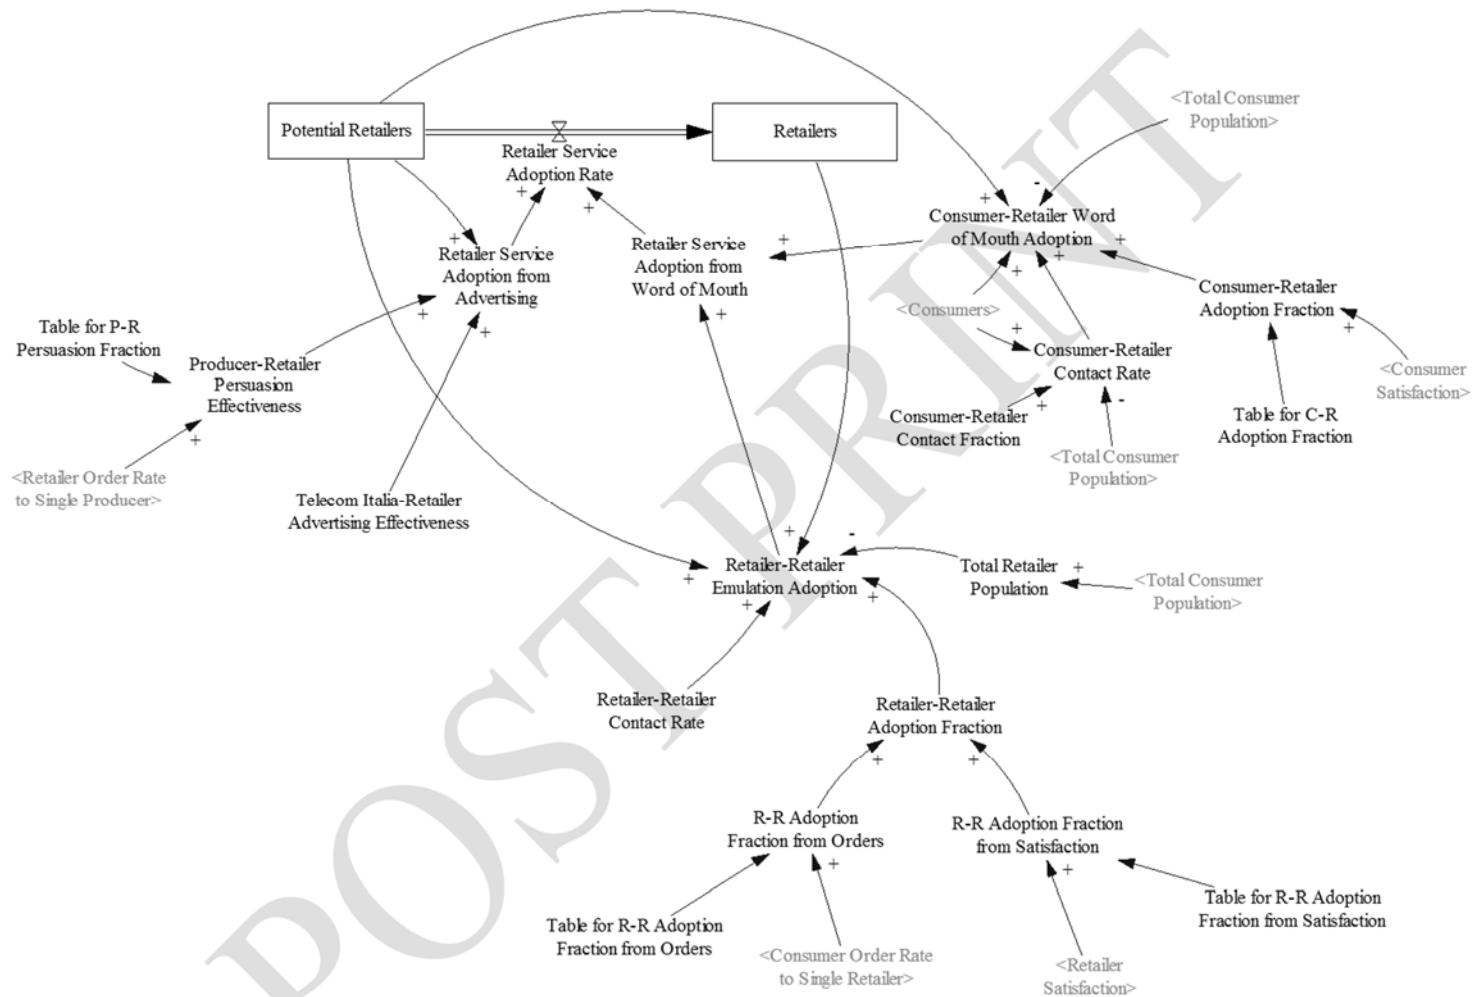 <Total Consumer
Population>
Potential Retailers
Retailers
Retailer Service
Adoption Rate
+
+
-
+
Consumer-Retailer Word
of Mouth Adoption
+
+
+
+
+
Retailer Service
Adoption from
Advertising
Retailer Service
Adoption from
Word of Mouth
Consumer-Retailer
Adoption Fraction
<Consumers>
+
+
+
+
+
Table for P-R
Persuasion Fraction
Producer-Retailer
Persuasion
Effectiveness
Consumer-Retailer
Contact Rate
<Consumer
Satisfaction>
+
-
Consumer-Retailer
Contact Fraction
Table for C-R
Adoption Fraction
+
<Total Consumer
Population>
<Retailer Order Rate
to Single Producer>
Telecom Italia-Retailer
Advertising Effectiveness
+
-
Retailer-Retailer
Emulation Adoption
Total Retailer
Population
+
<Total Consumer
Population>
+
+
+
Retailer-Retailer
Contact Rate
Retailer-Retailer
Adoption Fraction
+
+
R-R Adoption
Fraction from Orders
R-R Adoption Fraction
from Satisfaction
+
+
Table for R-R Adoption
Fraction from Orders
Table for R-R Adoption
Fraction from Satisfaction
<Consumer Order Rate
to Single Retailer>
<Retailer
Satisfaction>
POST PRINT